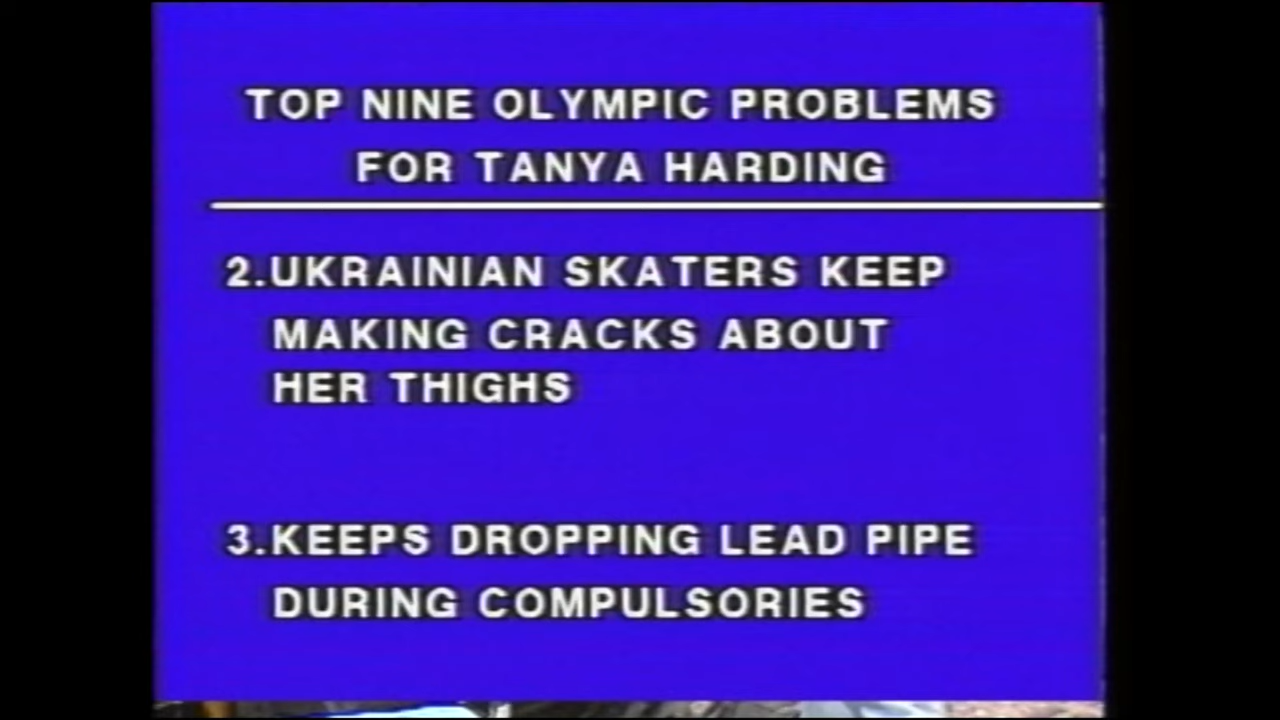 TOP NINE OLYMPIC PROBLEMS
FOR TANYA HARDING
2.UKRAINIAN SKATERS KEEP
MAKING CRACKS ABOUT
HER THIGHS
3.KEEPS DROPPING LEAD PIPE
DURING COMPULSORIES